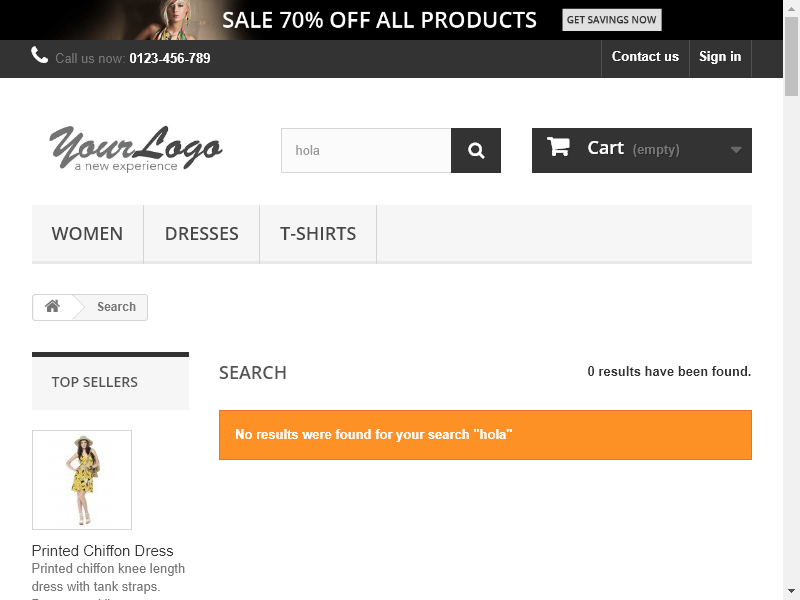 SALE 70% OFF ALL PRODUCTS GET SAVINGS NOW
Call us now: 0123-456-789 Contact us Sign in
YourLogo
a new experience
hola
Cart (empty)
WOMEN DRESSES T-SHIRTS
Search
TOP SELLERS
SEARCH 0 results have been found.
No results were found for your search "hola"
Printed Chiffon Dress
Printed chiffon knee length
dress with tank straps.